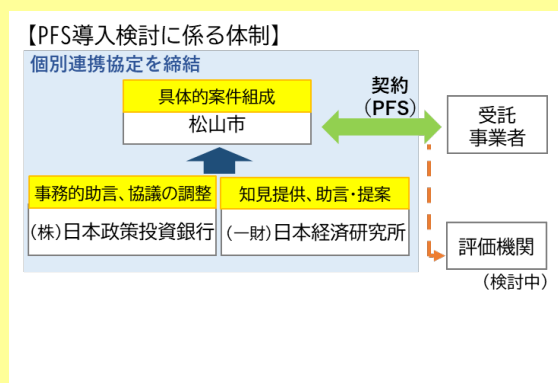 【PFS導入検討に係る体制】
個別連携協定を締結
具体的案件組成
松山市
契約
（PFS）
受託
事業者
事務的助言、協議の調整
知見提供、助言・提案
(株)日本政策投資銀行
(一財)日本経済研究所
評価機関
(検討中)